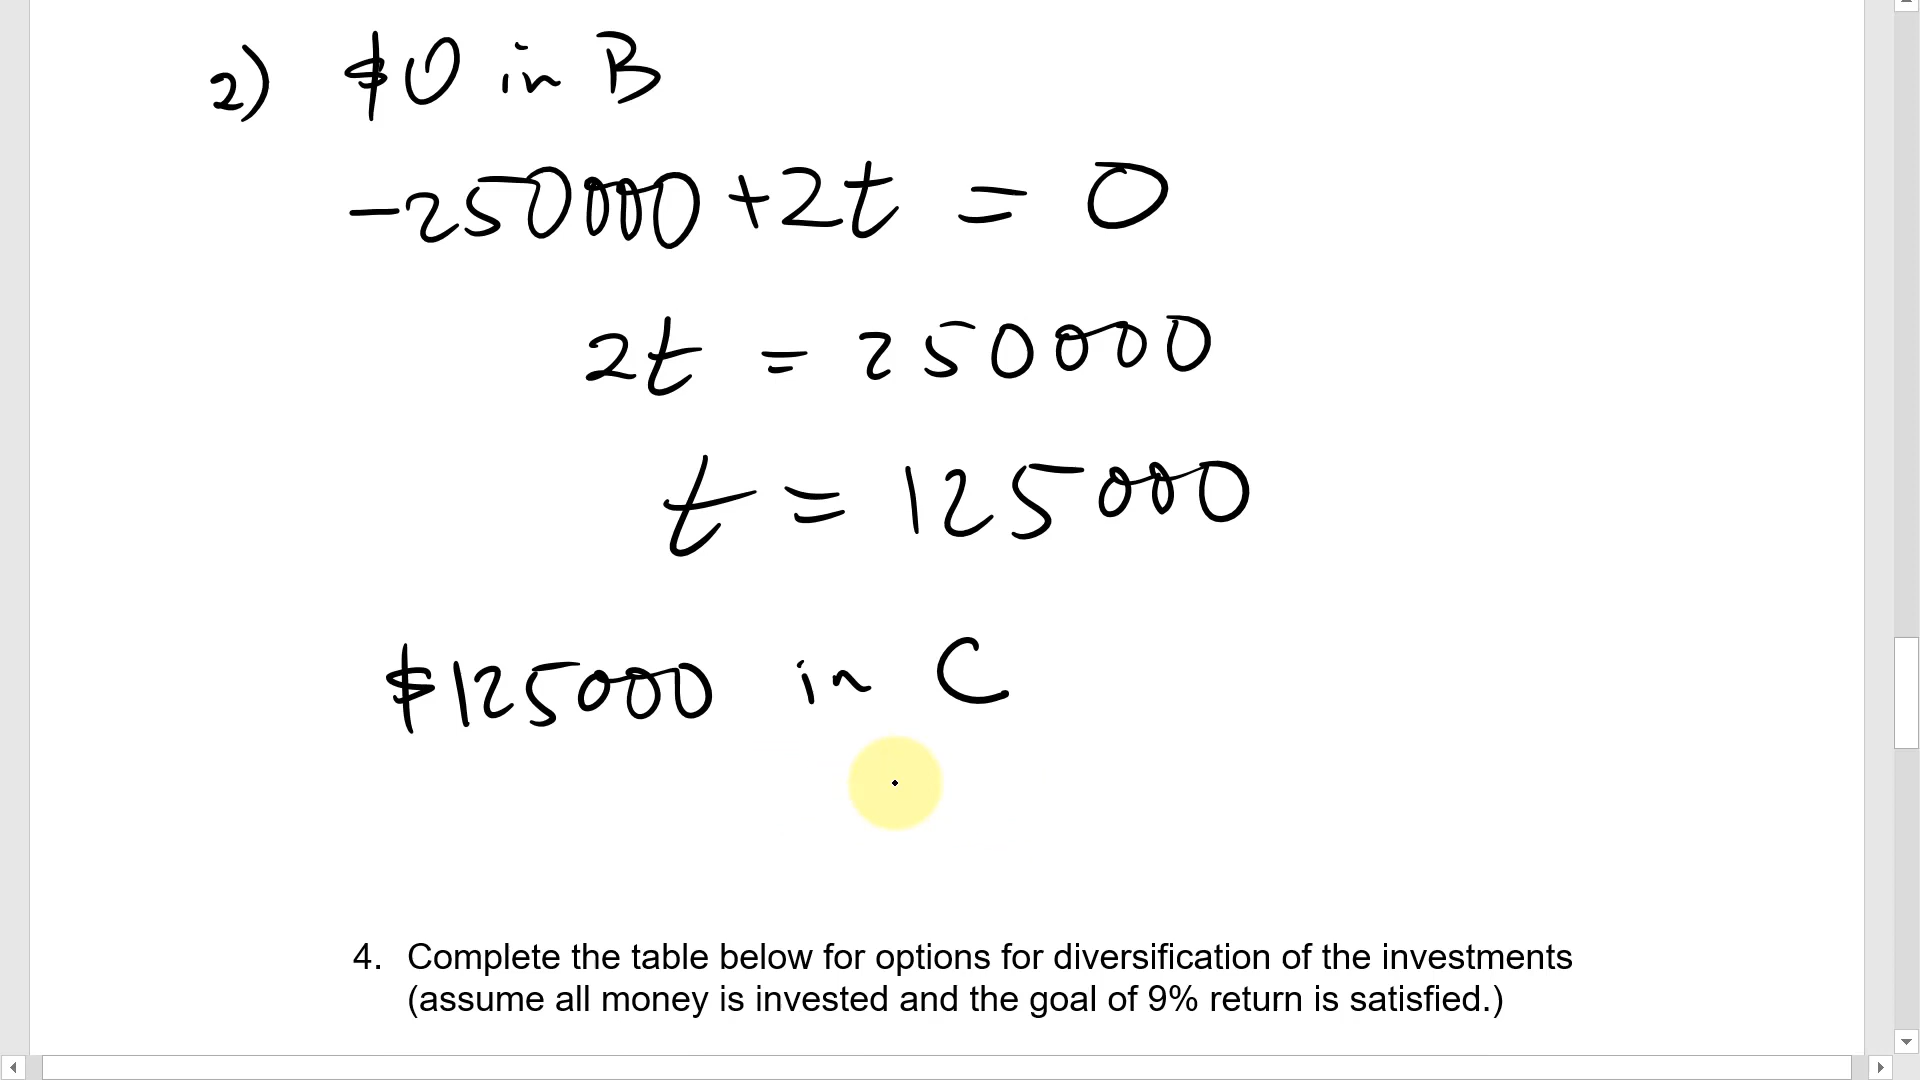 2) $0 in B
-250000 +2t = 0
2t = 250000
t = 125000
$125000 in C
4. Complete the table below for options for diversification of the investments
(assume all money is invested and the goal of 9% return is satisfied.)